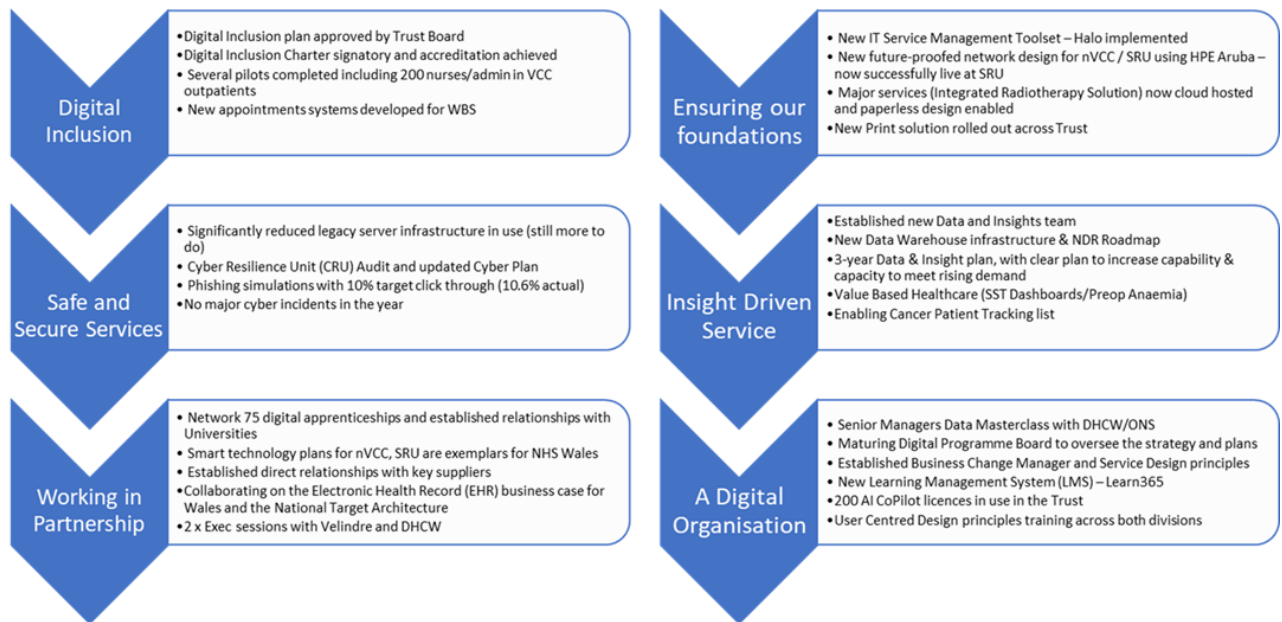 Digital
Inclusion
•Digital Inclusion plan approved by Trust Board
•Digital Inclusion Charter signatory and accreditation achieved
• Several pilots completed including 200 nurses/admin in VCC
outpatients
• New appointments systems developed for WBS
Safe and
Secure Services
• Significantly reduced legacy server infrastructure in use (still more to
do)
• Cyber Resilience Unit (CRU) Audit and updated Cyber Plan
• Phishing simulations with 10% target click through (10.6% actual)
•No major cyber incidents in the year
Working in
Partnership
• Network 75 digital apprenticeships and established relationships with
Universities
• Smart technology plans for nVCC, SRU are exemplars for NHS Wales
• Established direct relationships with key suppliers
•Collaborating on the Electronic Health Record (EHR) business case for
Wales and the National Target Architecture
•2 x Exec sessions with Velindre and DHCW
Ensuring our
foundations
• New IT Service Management Toolset – Halo implemented
• New future-proofed network design for nVCC / SRU using HPE Aruba –
now successfully live at SRU
• Major services (Integrated Radiotherapy Solution) now cloud hosted
and paperless design enabled
•New Print solution rolled out across Trust
Insight Driven
Service
•Established new Data and Insights team
•New Data Warehouse infrastructure & NDR Roadmap
•3-year Data & Insight plan, with clear plan to increase capability &
capacity to meet rising demand
•Value Based Healthcare (SST Dashboards/Preop Anaemia)
•Enabling Cancer Patient Tracking list
A Digital
Organisation
• Senior Managers Data Masterclass with DHCW/ONS
• Maturing Digital Programme Board to oversee the strategy and plans
•Established Business Change Manager and Service Design principles
• New Learning Management System (LMS) – Learn365
•200 AI CoPilot licences in use in the Trust
•User Centred Design principles training across both divisions